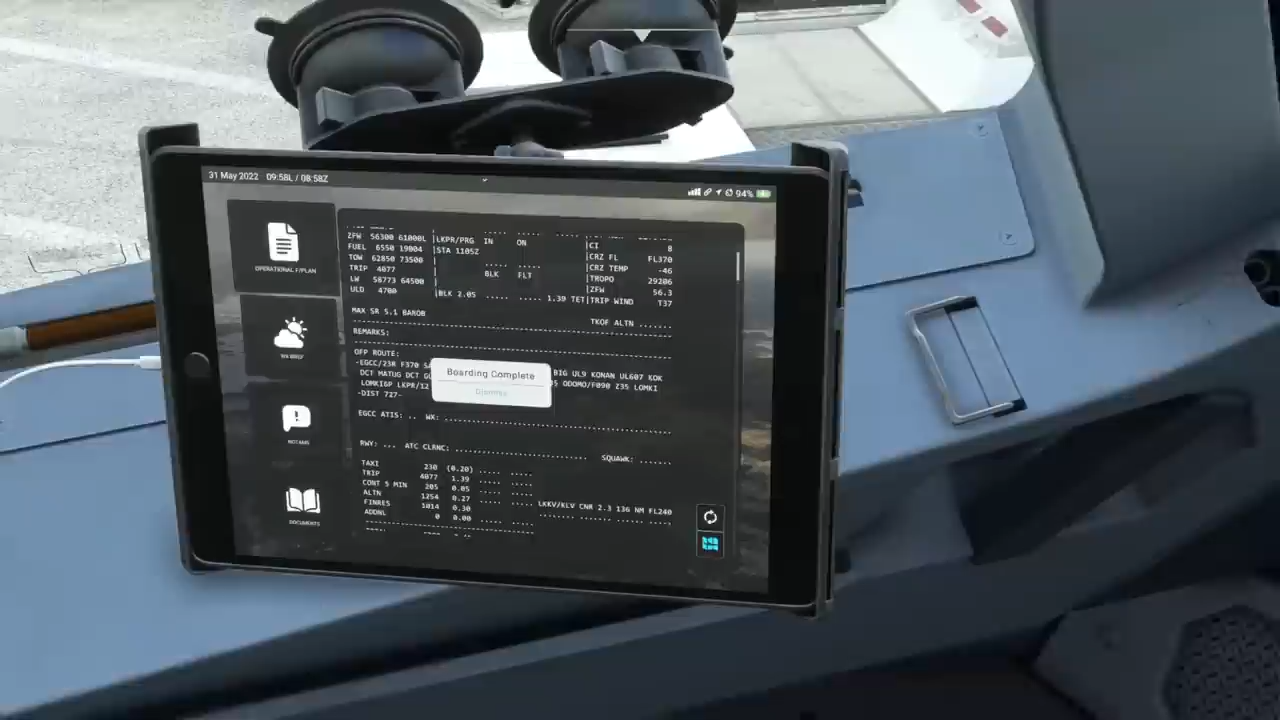 31 May 2022 09:58L / 08:58Z
94%
OPERATIONAL F/PLAN
WX BRIEF
NOTAMS
DOCUMENTS
ZFW 56300 61000L |LKPR/PRG IN ON |CI 8
FUEL 6550 19004 |STA 1105Z |CRZ FL FL370
TOW 62850 73500 | ..... ..... |CRZ TEMP -46
TRIP 4077 | BLK FLT |TROPO 29206
LW 58773 64500 | |ZFW 56.3
ULD 4700 |BLK 2.05 ..... ..... 1.39 TET|TRIP WIND T37
MAX SR 5.1 BAROB
TKOF ALTN .......
REMARKS:
OFP ROUTE:
-EGCC/23R F370 BIG UL9 KONAN UL607 KOK
DCT MATUG DCT ODOMO/F090 Z35 LOMKI
LOMKI6P LKPR/12
-DIST 727-
Boarding Complete
Dismiss
EGCC ATIS: .. WX: ..................................................
RWY: ... ATC CLRNC: .............................. SQUAWK: .......
TAXI 230 (0.20) ..... .....
TRIP 4077 1.39 ..... .....
CONT 5 MIN 205 0.05 ..... .....
ALTN 1254 0.27 ..... ..... LKKV/KLV CNR 2.3 136 NM FL240
FINRES 1014 0.30 ..... .....
ADDNL 0 0.00 ..... .....